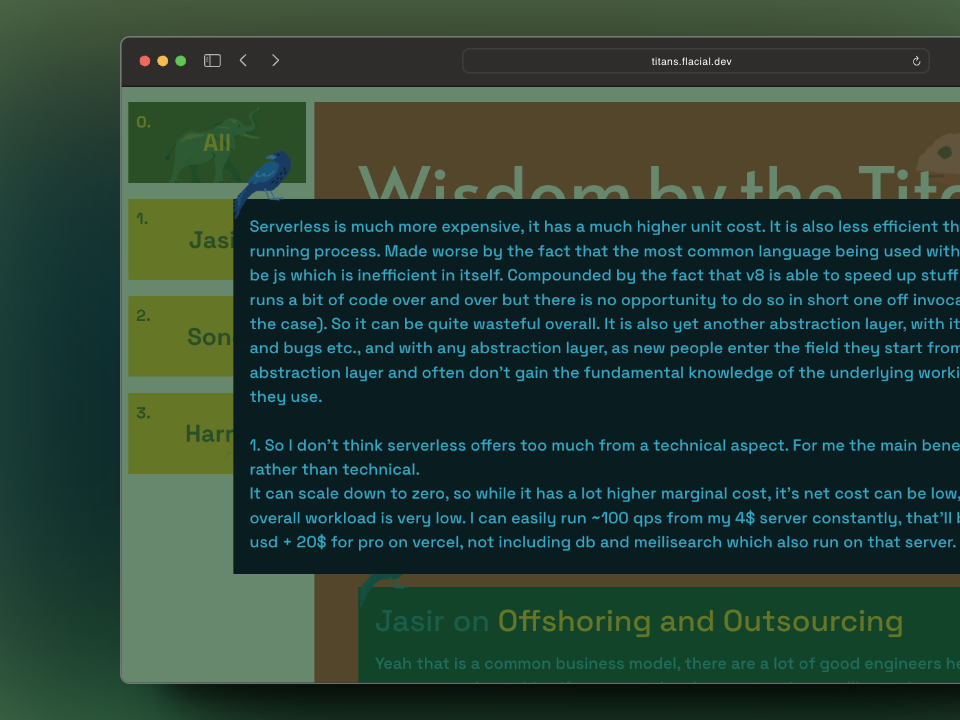 titans.flacial.dev
0.
All
Wisdom by the Tita
1.
Jasi
2.
Son
3.
Harr
Serverless is much more expensive, it has a much higher unit cost. It is also less efficient th
running process. Made worse by the fact that the most common language being used with
be js which is inefficient in itself. Compounded by the fact that v8 is able to speed up stuff
runs a bit of code over and over but there is no opportunity to do so in short one off invoca
the case). So it can be quite wasteful overall. It is also yet another abstraction layer, with it
and bugs etc., and with any abstraction layer, as new people enter the field they start from
abstraction layer and often don't gain the fundamental knowledge of the underlying worki
they use.
1. So I don't think serverless offers too much from a technical aspect. For me the main bene
rather than technical.
It can scale down to zero, so while it has a lot higher marginal cost, it's net cost can be low,
overall workload is very low. I can easily run ~100 qps from my 4$ server constantly, that'll b
usd + 20$ for pro on vercel, not including db and meilisearch which also run on that server.
Jasir on Offshoring and Outsourcing
Yeah that is a common business model, there are a lot of good engineers he